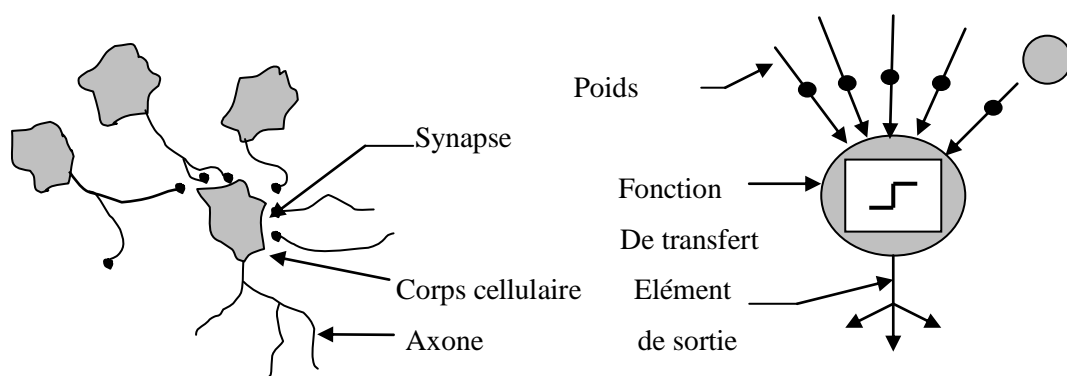 Synapse
Corps cellulaire
Axone
Poids
Fonction
De transfert
Elément
de sortie